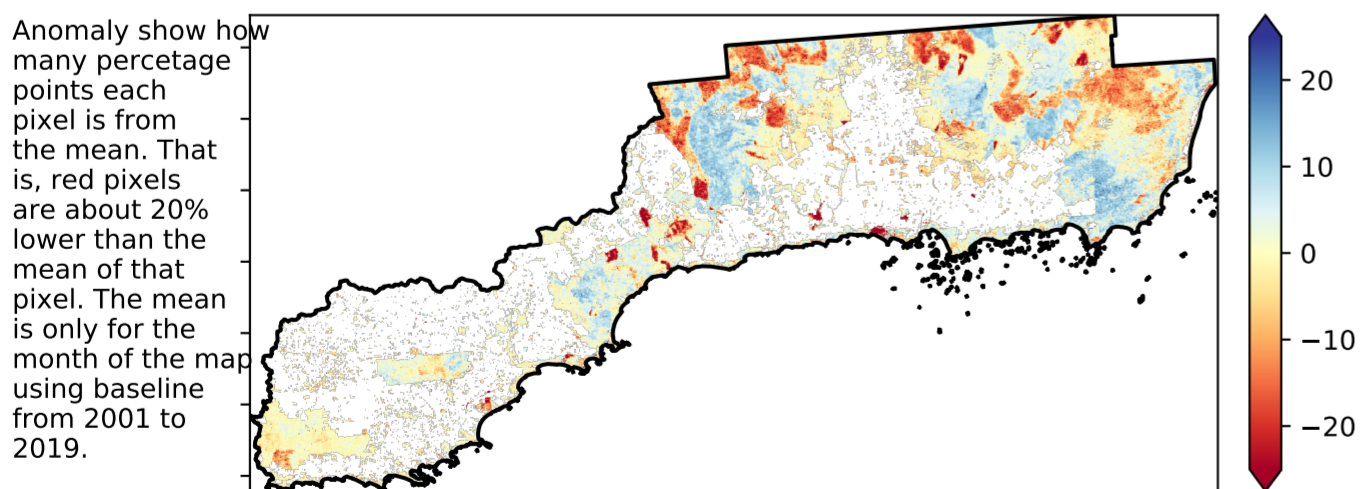 Anomaly show how
many percetage
points each
pixel is from
the mean. That
is, red pixels
are about 20%
lower than the
mean of that
pixel. The mean
is only for the
month of the map
using baseline
from 2001 to
2019.
20
10
0
−10
−20